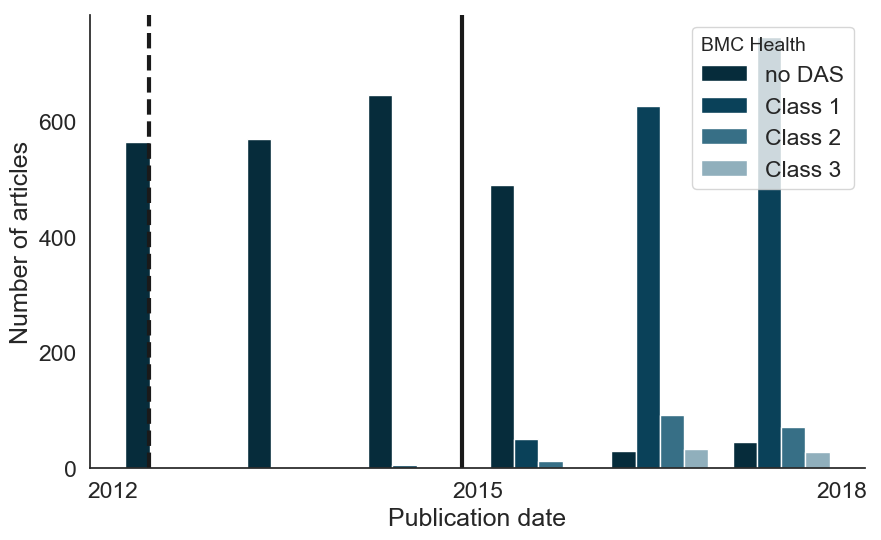 BMC Health
no DAS
Class 1
Class 2
Class 3
Number of articles
600
400
200
0
2012
2015
2018
Publication date